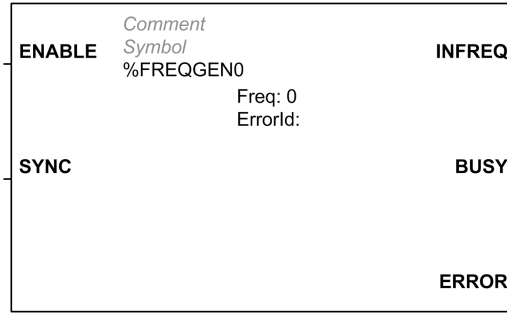 Comment
ENABLE Symbol INFREQ
%FREQGEN0
Freq: 0
ErrorId:
SYNC BUSY
ERROR